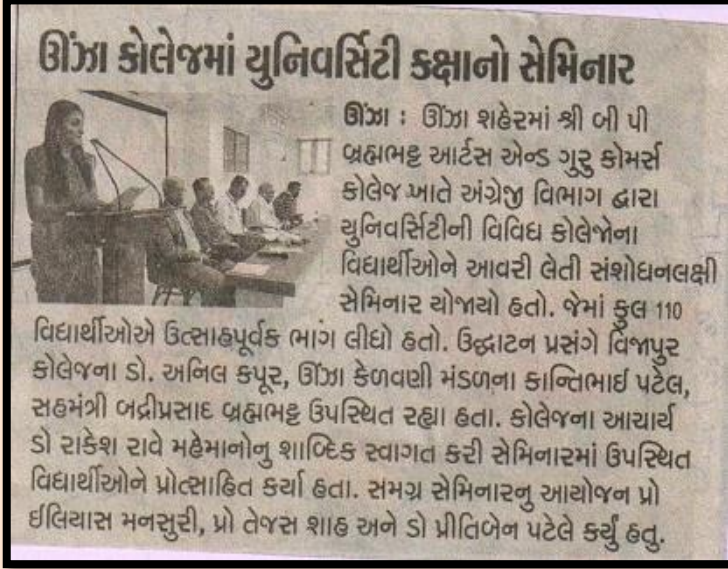 ઊંઝા કોલેજમાં યુનિવર્સિટી કક્ષાનો સેમિનાર
ઊંઝા : ઊંઝા શહેરમાં શ્રી બી પી
બ્રહ્મભટ્ટ આર્ટસ એન્ડ ગુરુ કોમર્સ
કોલેજ ખાતે અંગ્રેજી વિભાગ દ્વારા
યુનિવર્સિટીની વિવિધ કોલેજોના
વિદ્યાર્થીઓને આવરી લેતી સંશોધનલક્ષી
સેમિનાર યોજાયો હતો. જેમાં કુલ 110
વિદ્યાર્થીઓએ ઉત્સાહપૂર્વક ભાગ લીધો હતો. ઉદ્ઘાટન પ્રસંગે વિજાપુર
કોલેજના ડો. અનિલ કપૂર, ઊંઝા કેળવણી મંડળના કાન્તિભાઈ પટેલ,
સહમંત્રી બદ્રીપ્રસાદ બ્રહ્મભટ્ટ ઉપસ્થિત રહ્યા હતા. કોલેજના આચાર્ય
ડો રાકેશ રાવે મહેમાનોનુ શાબ્દિક સ્વાગત કરી સેમિનારમાં ઉપસ્થિત
વિદ્યાર્થીઓને પ્રોત્સાહિત કર્યા હતા. સમગ્ર સેમિનારનુ આયોજન પ્રો
ઈલિયાસ મનસુરી, પ્રો તેજસ શાહ અને ડો પ્રીતિબેન પટેલે કર્યું હતુ.